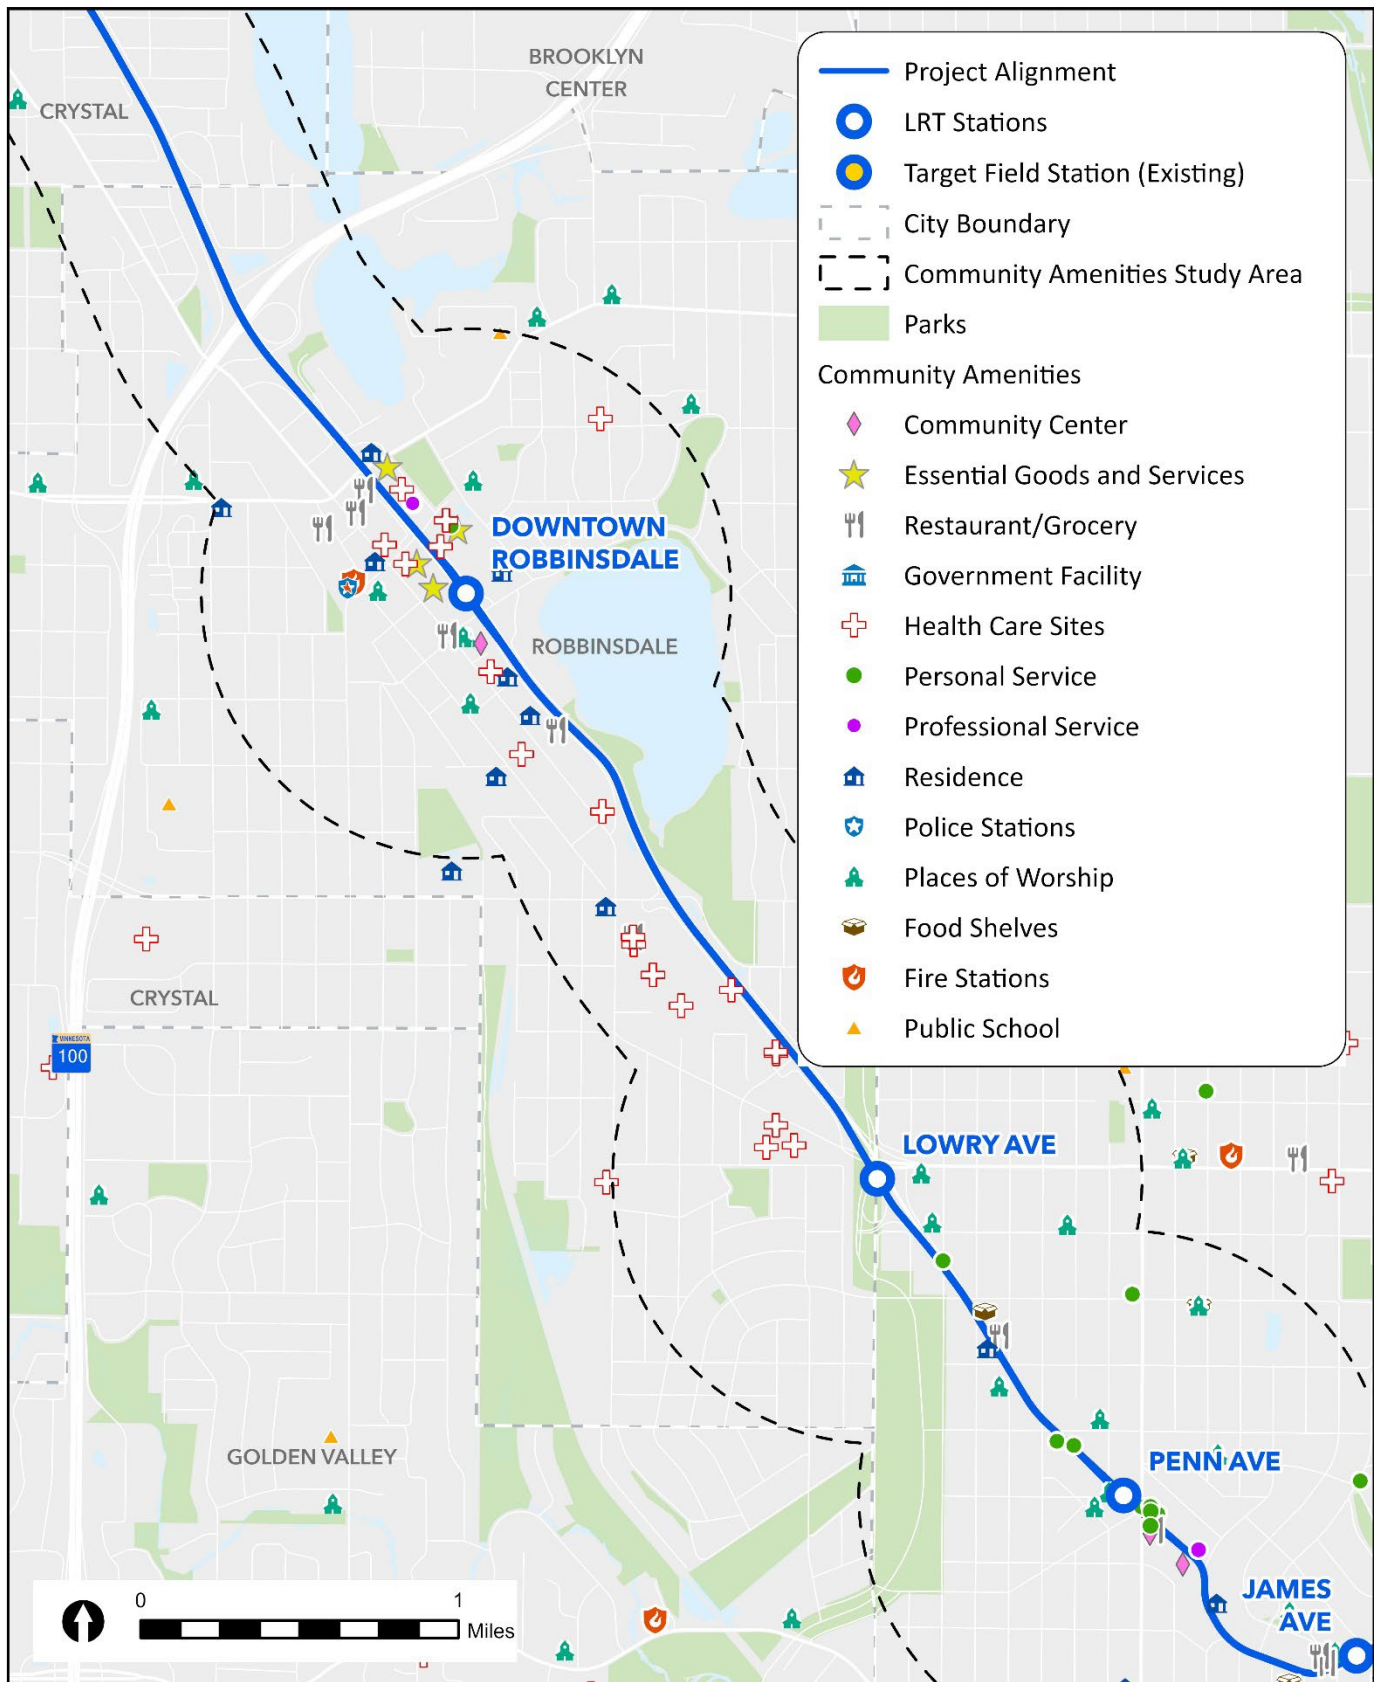 BROOKLYN
CENTER
CRYSTAL
Project Alignment
LRT Stations
Target Field Station (Existing)
City Boundary
Community Amenities Study Area
Parks
Community Amenities
Community Center
Essential Goods and Services
Restaurant/Grocery
Government Facility
Health Care Sites
Personal Service
Professional Service
Residence
Police Stations
Places of Worship
Food Shelves
Fire Stations
Public School
DOWNTOWN
ROBBINSDALE
ROBBINSDALE
CRYSTAL
MINNESOTA
100
LOWRY AVE
GOLDEN VALLEY
PENN AVE
JAMES
AVE
0 1
Miles